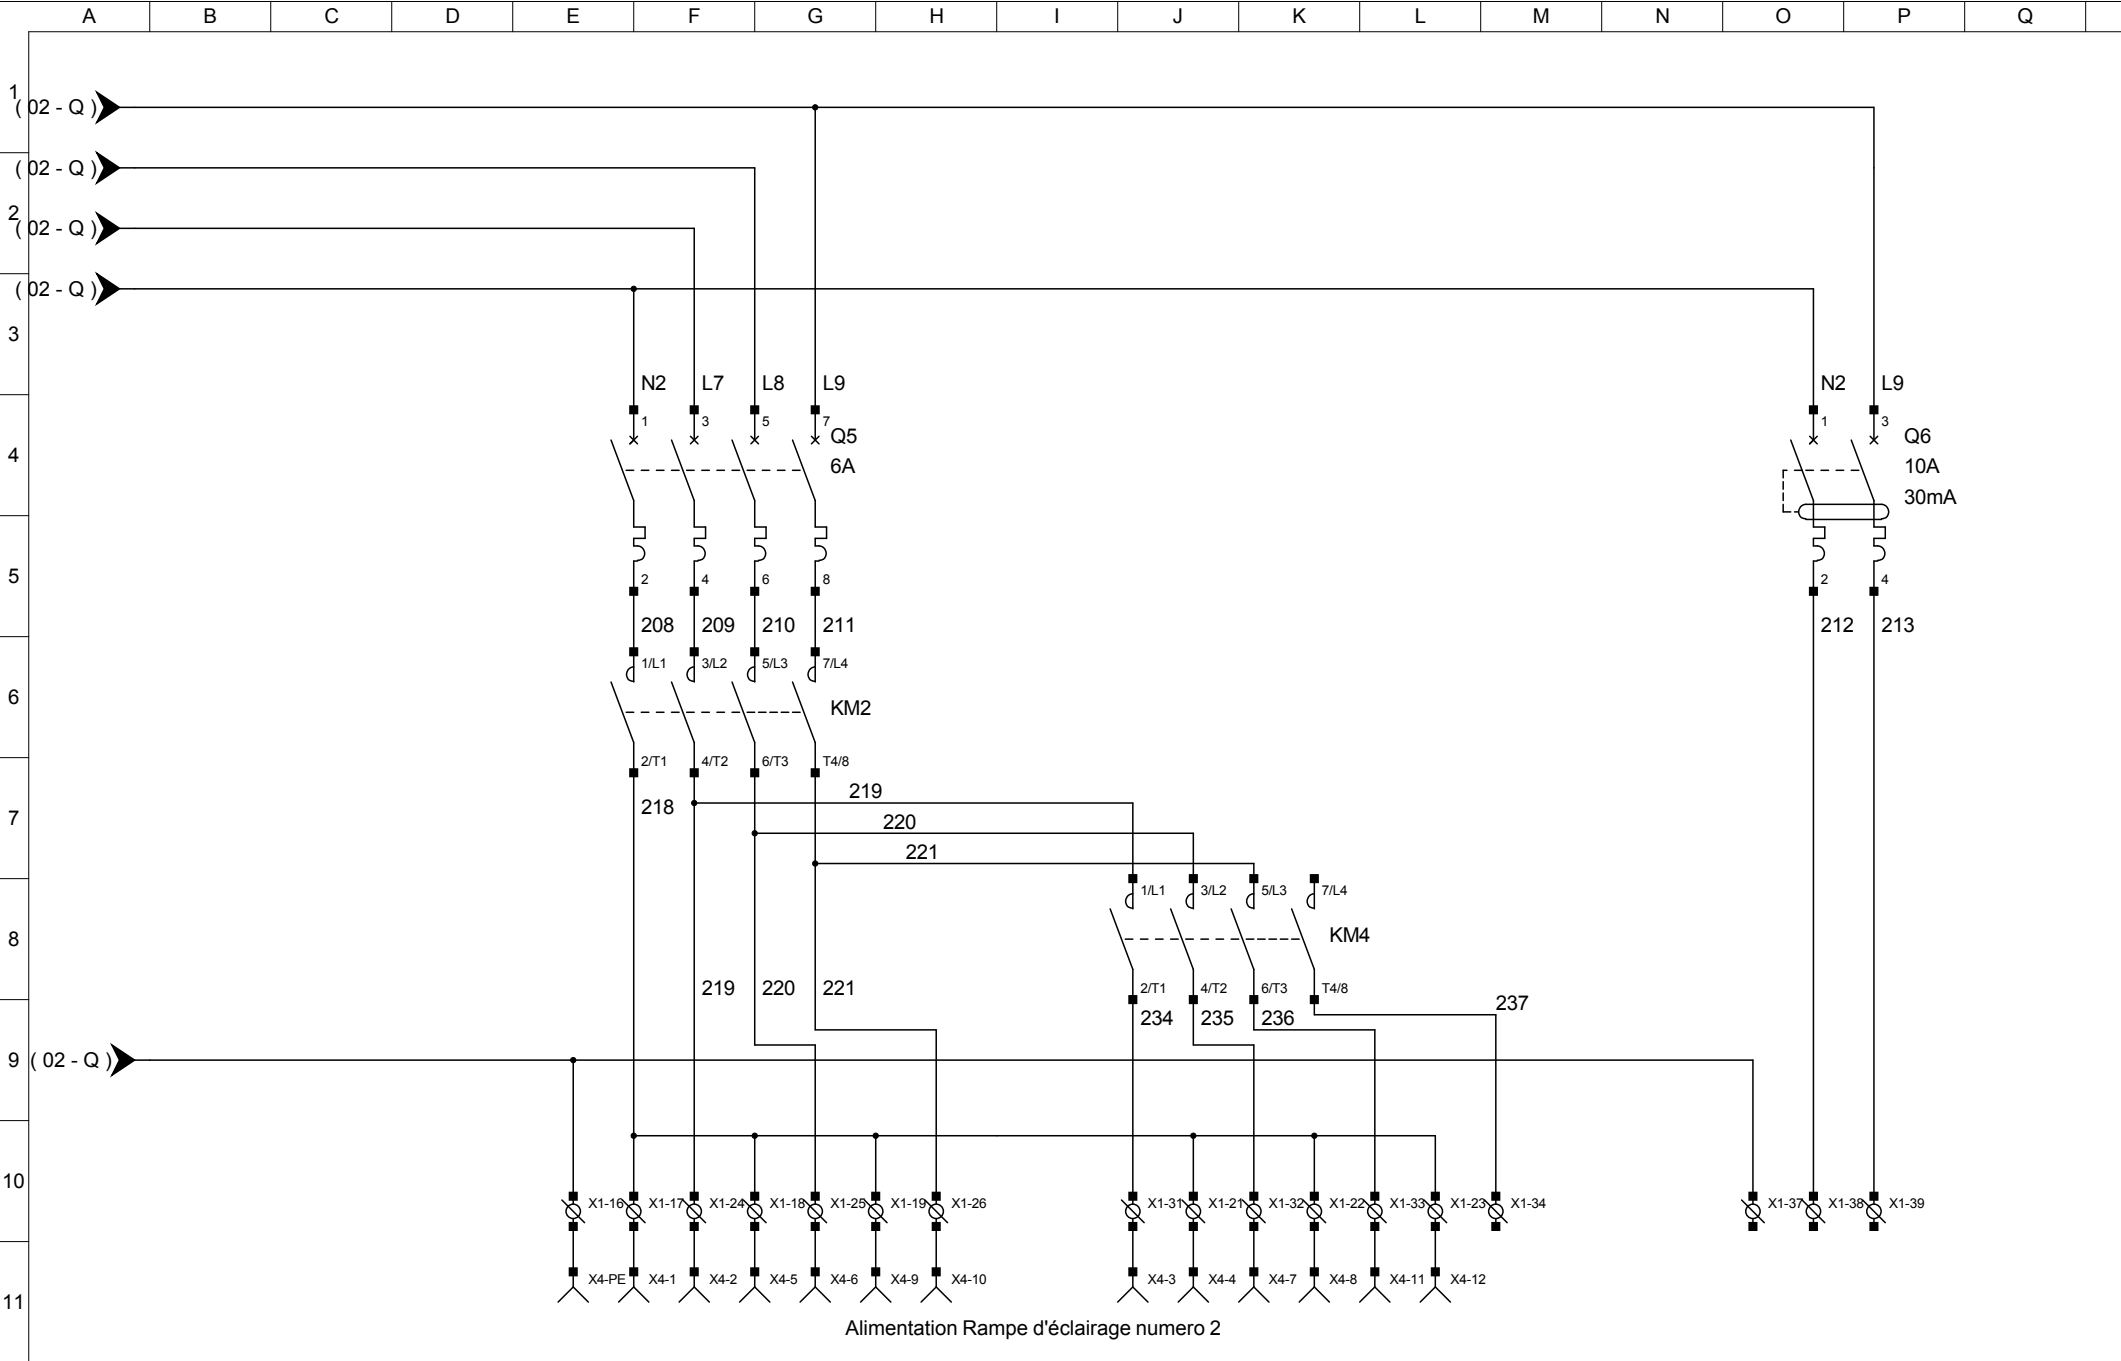 A B C D E F G H I J K L M N O P Q
1
( 02 - Q )
( 02 - Q )
2
( 02 - Q )
( 02 - Q )
3
N2 L7 L8 L9 N2 L9
1 3 5 7 1 3
Q5 Q6
4
6A 10A
30mA
5
2 4 6 8 2 4
208 209 210 211 212 213
1/L1 3/L2 5/L3 7/L4
6
KM2
2/T1 4/T2 6/T3 T4/8
219
218
7
220
221
1/L1 3/L2 5/L3 7/L4
8
KM4
219 220 221 2/T1 4/T2 6/T3 T4/8
237
234 235 236
9 ( 02 - Q )
10
X1-16 X1-17 X1-24 X1-18 X1-25 X1-19 X1-26 X1-31 X1-21 X1-32 X1-22 X1-33 X1-23 X1-34 X1-37 X1-38 X1-39
X4-PE X4-1 X4-2 X4-5 X4-6 X4-9 X4-10 X4-3 X4-4 X4-7 X4-8 X4-11 X4-12
11
Alimentation Rampe d'éclairage numero 2